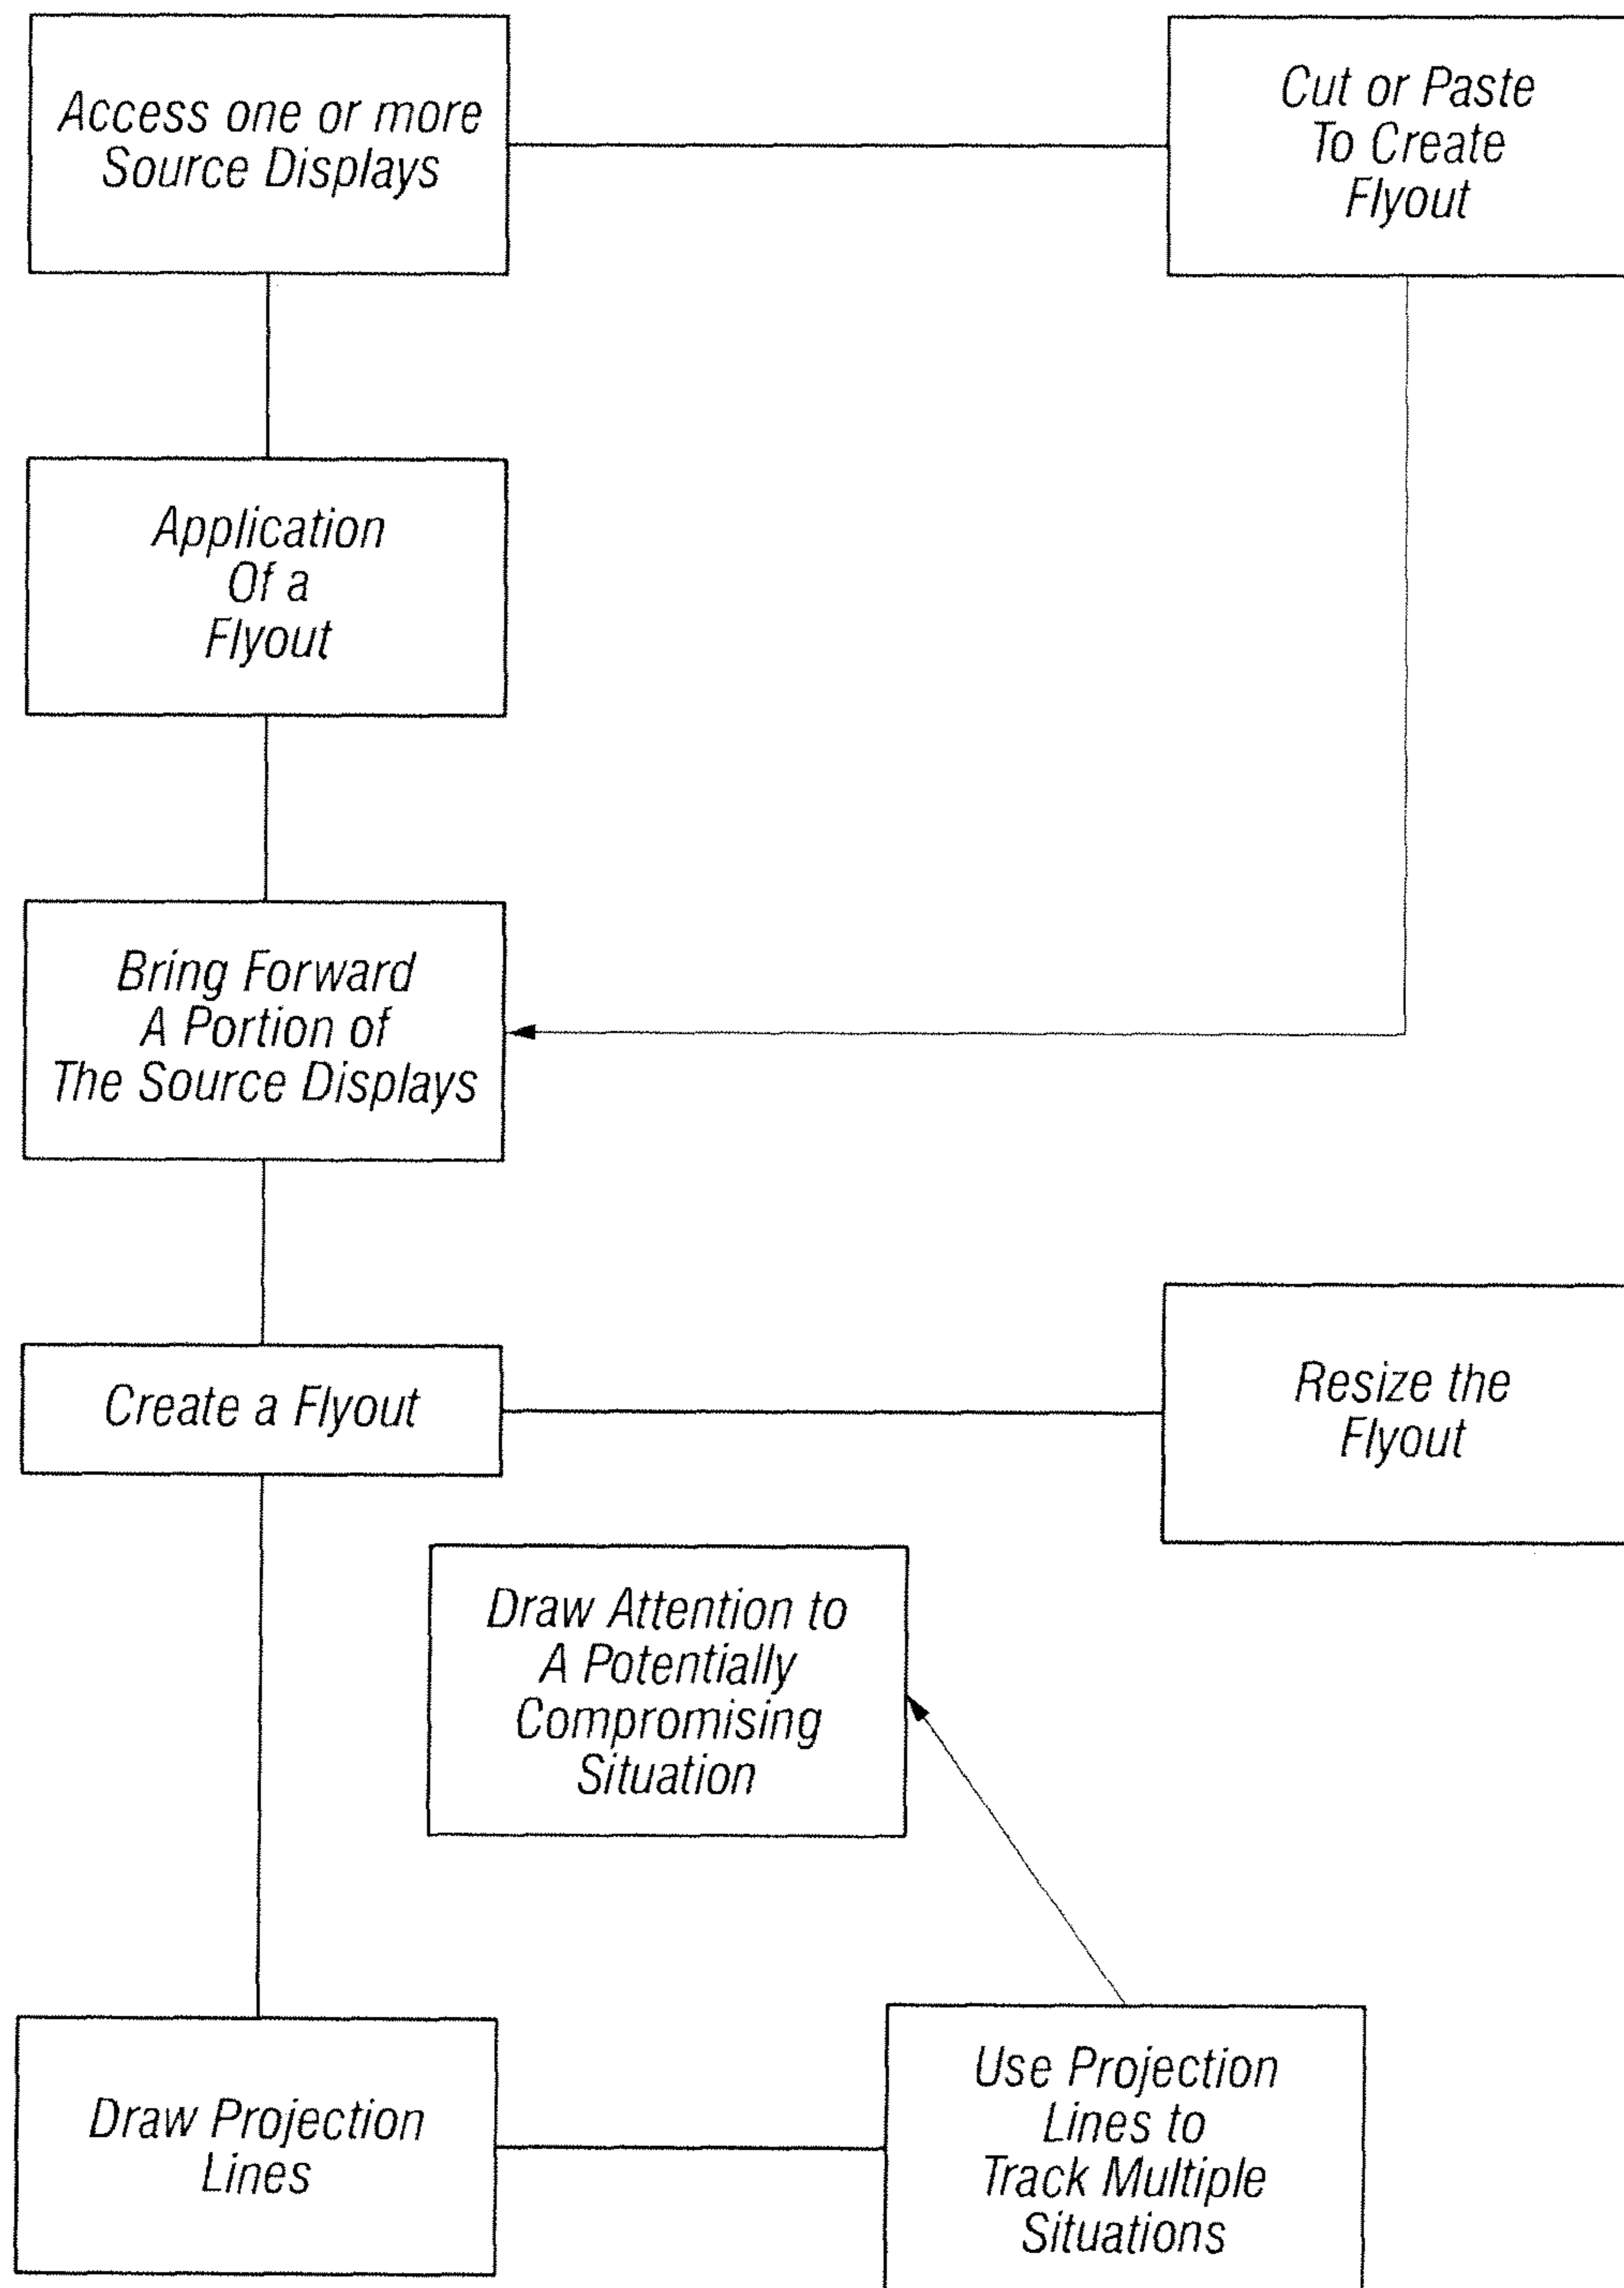 Access one or more
Source Displays
Cut or Paste
To Create
Flyout
Application
Of a
Flyout
Bring Forward
A Portion of
The Source Displays
Create a Flyout
Resize the
Flyout
Draw Attention to
A Potentially
Compromising
Situation
Draw Projection
Lines
Use Projection
Lines to
Track Multiple
Situations